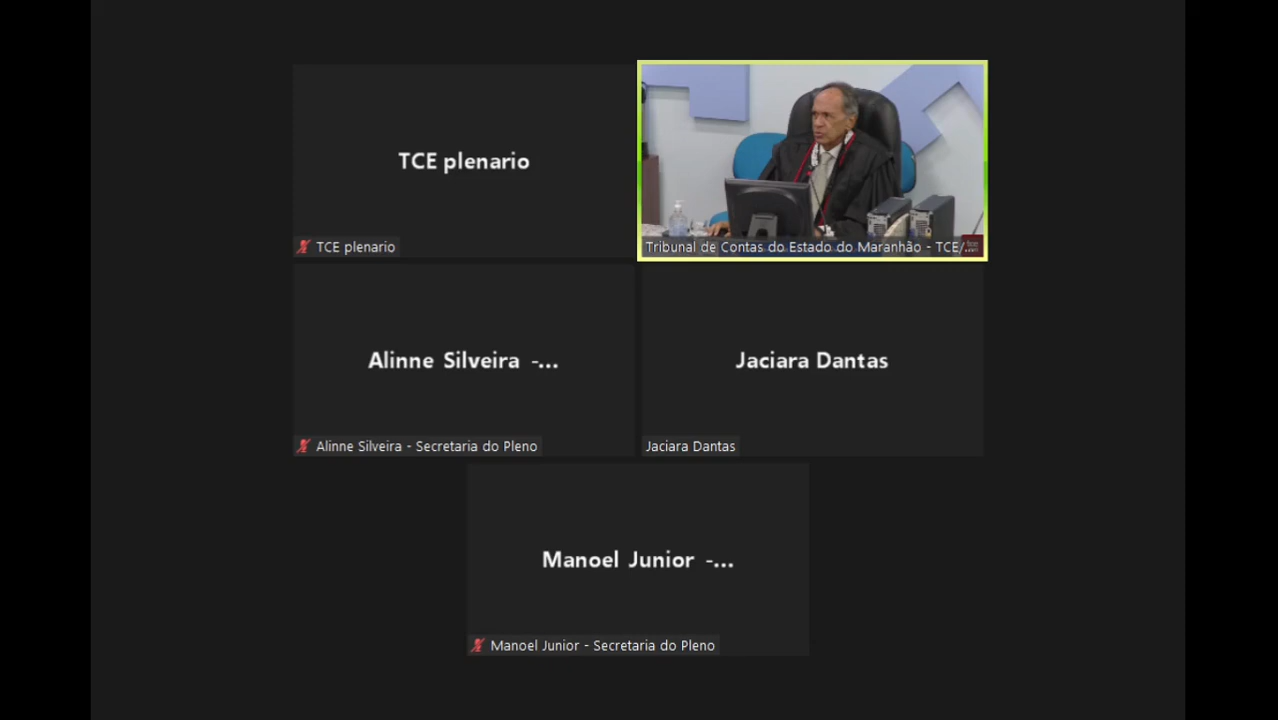 TCE plenario
TCE plenario
Tribunal de Contas do Estado do Maranhão - TCE/
Alinne Silveira -...
Jaciara Dantas
Alinne Silveira - Secretaria do Pleno
Jaciara Dantas
Manoel Junior -...
Manoel Junior - Secretaria do Pleno